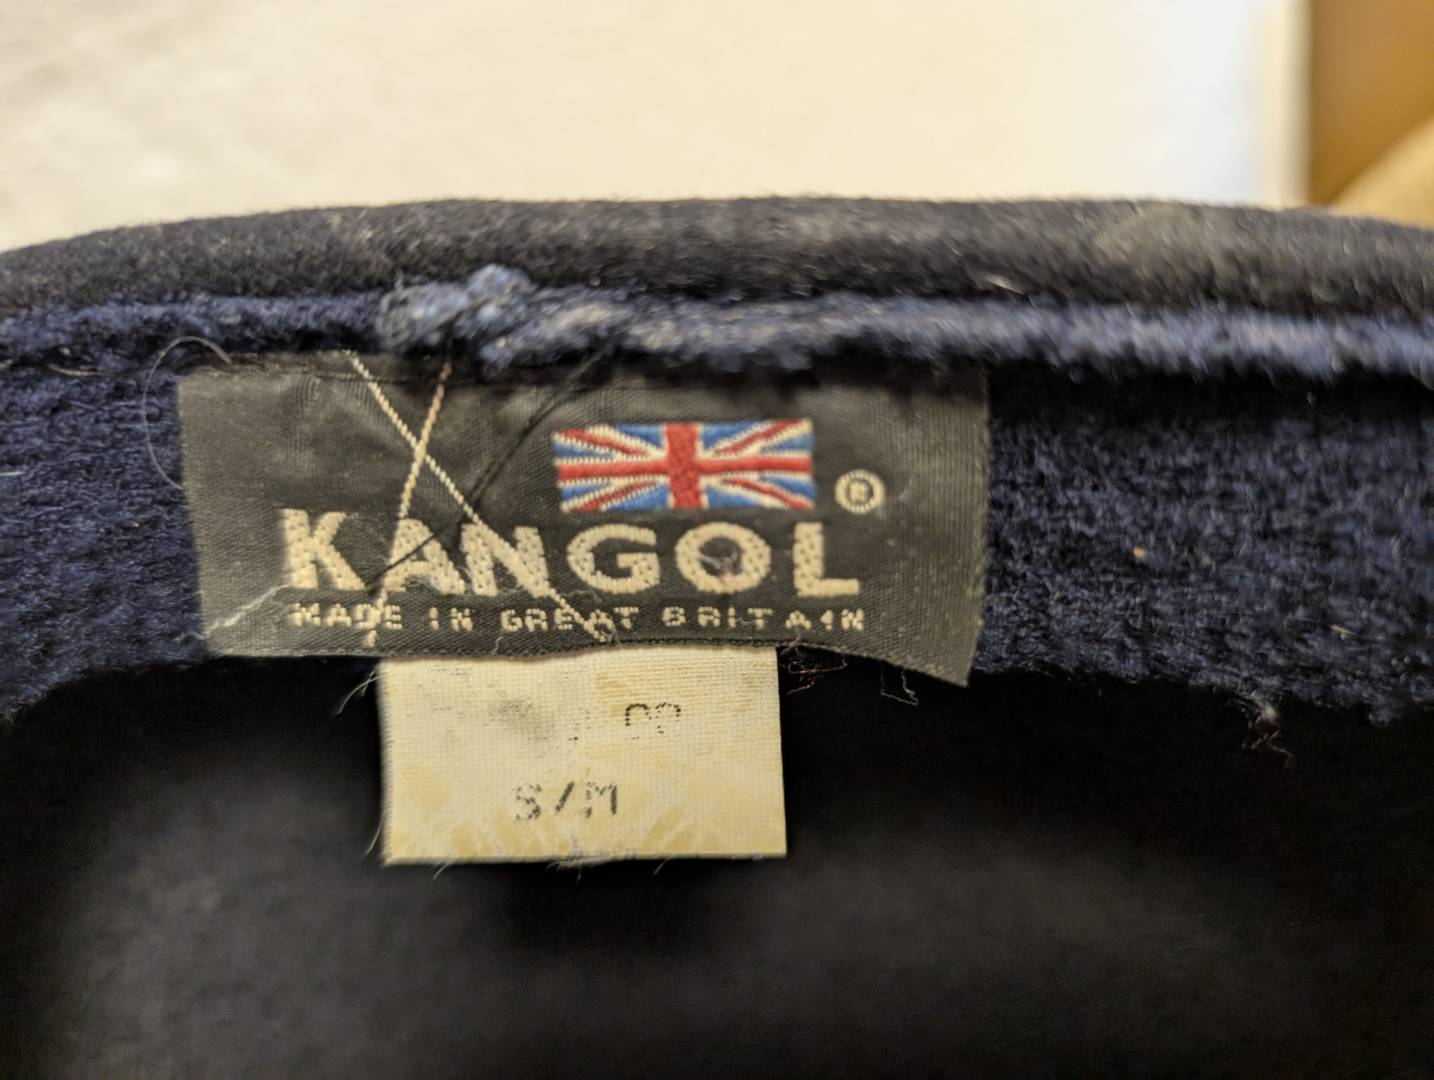 ®
KANGOL
MADE IN GREAT BRITAIN
S/M